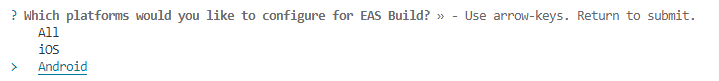 ? Which platforms would you like to configure for EAS Build? » - Use arrow-keys. Return to submit.
All
iOS
> Android